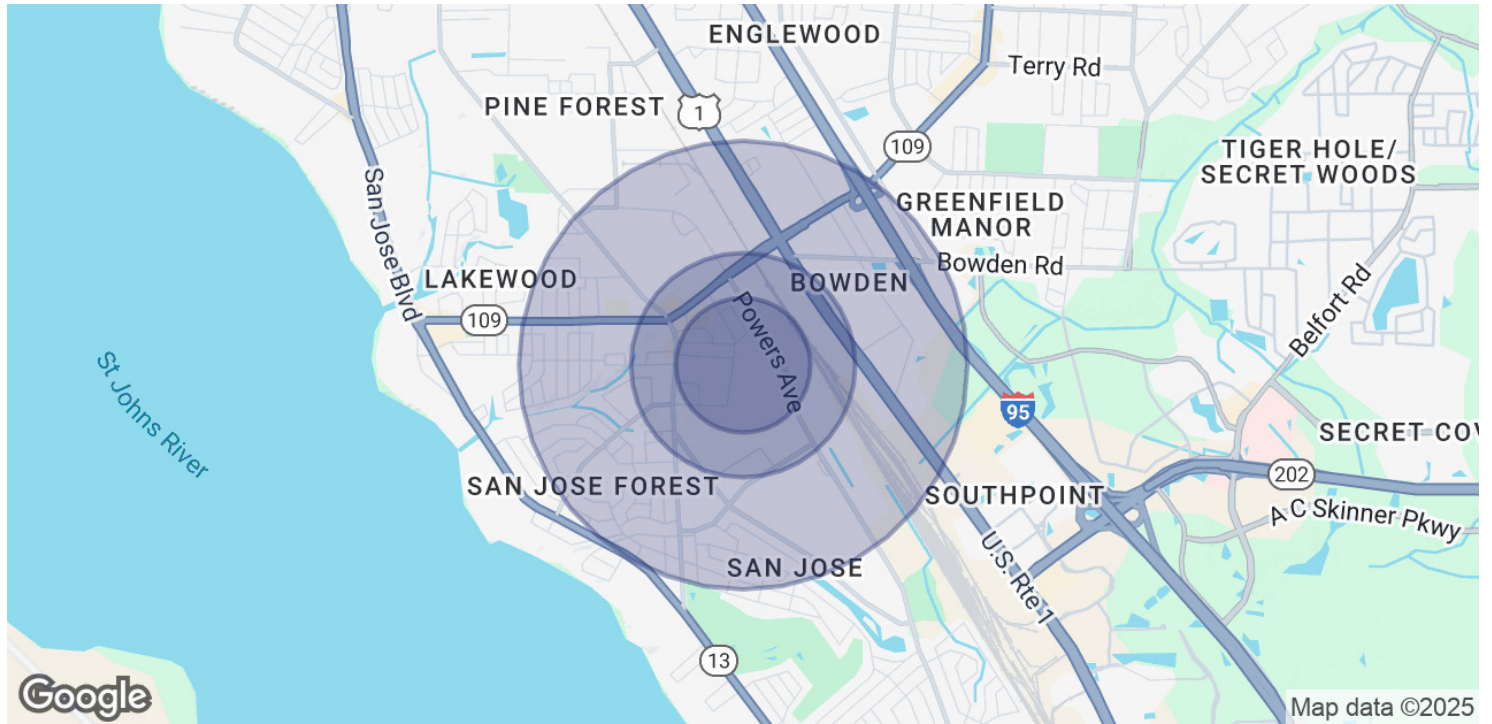 ENGLEWOOD
Terry Rd
PINE FOREST
1
109
TIGER HOLE/
SECRET WOODS
San Jose Blvd
GREENFIELD
MANOR
LAKEWOOD
BOWDEN
Bowden Rd
109
Powers Ave
Belfort Rd
St Johns River
95
SECRET COV
SAN JOSE FOREST
SOUTHPOINT
202
A C Skinner Pkwy
SAN JOSE
U.S. Rte 1
13
Google
Map data ©2025